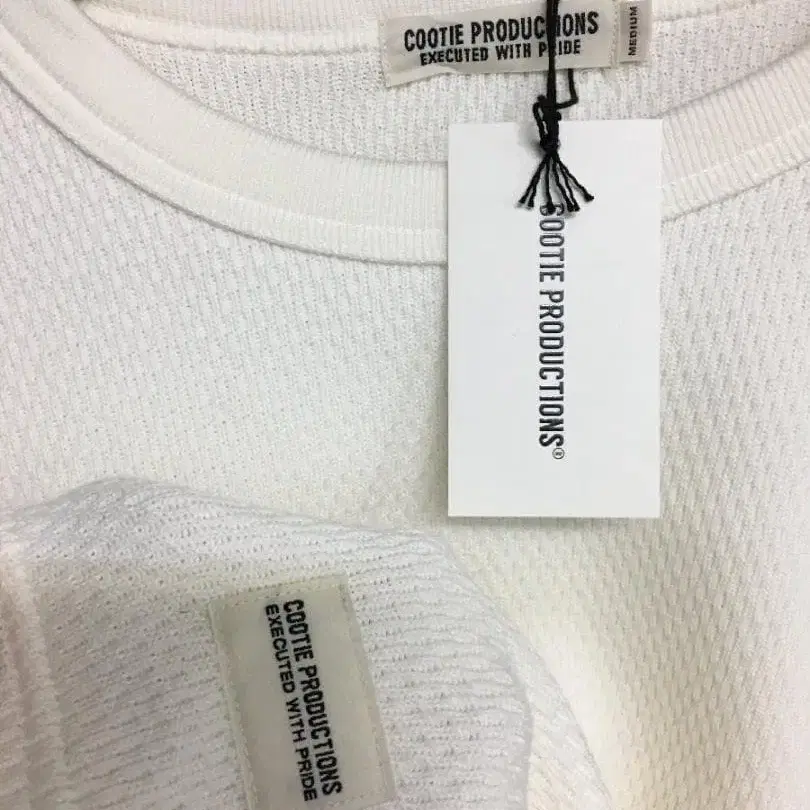 COOTIE PRODUCTIONS
EXECUTED WITH PRIDE
MEDIUM
COOTIE PRODUCTIONS®
COOTIE PRODUCTIONS
EXECUTED WITH PRIDE